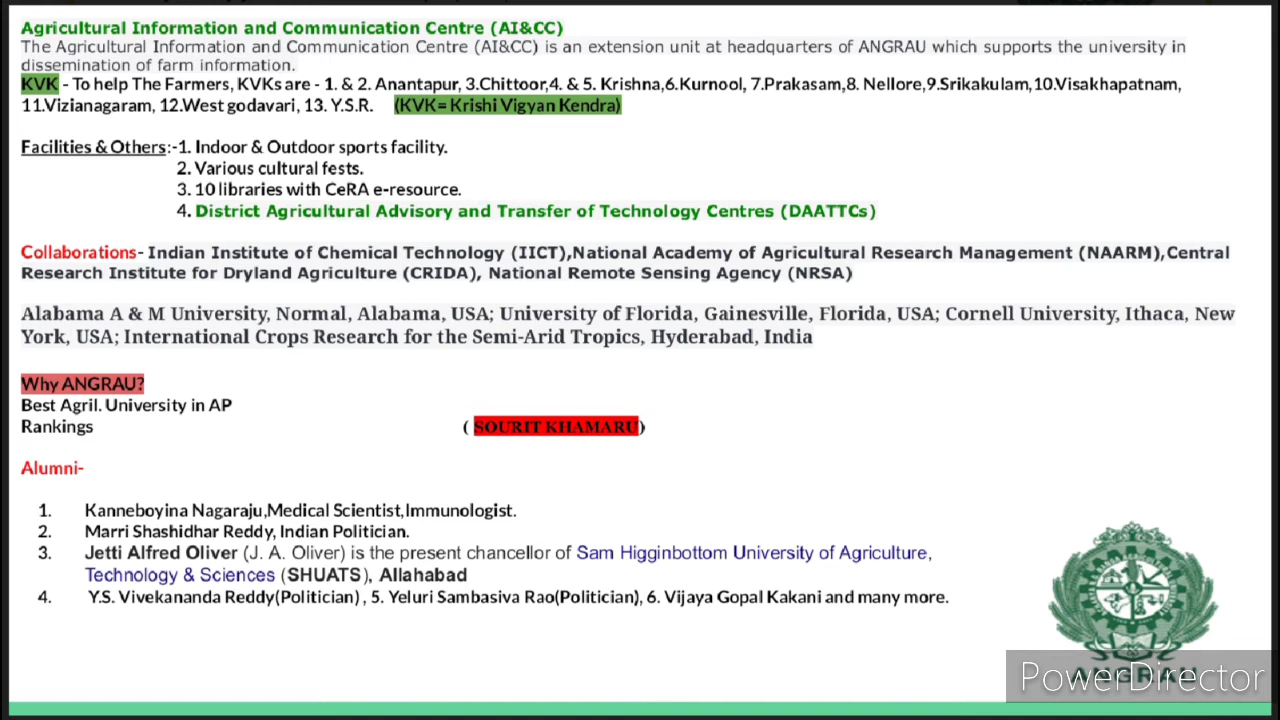 Agricultural Information and Communication Centre (AI&CC)
The Agricultural Information and Communication Centre (AI&CC) is an extension unit at headquarters of ANGRAU which supports the university in
dissemination of farm information.
KVK - To help The Farmers, KVKs are - 1. & 2. Anantapur, 3.Chittoor,4. & 5. Krishna,6.Kurnool, 7.Prakasam,8. Nellore,9.Srikakulam,10.Visakhapatnam,
11.Vizianagaram, 12.West godavari, 13. Y.S.R. (KVK= Krishi Vigyan Kendra)
Facilities & Others:-1. Indoor & Outdoor sports facility.
2. Various cultural fests.
3. 10 libraries with CeRA e-resource.
4. District Agricultural Advisory and Transfer of Technology Centres (DAATTCs)
Collaborations- Indian Institute of Chemical Technology (IICT),National Academy of Agricultural Research Management (NAARM),Central
Research Institute for Dryland Agriculture (CRIDA), National Remote Sensing Agency (NRSA)
Alabama A & M University, Normal, Alabama, USA; University of Florida, Gainesville, Florida, USA; Cornell University, Ithaca, New
York, USA; International Crops Research for the Semi-Arid Tropics, Hyderabad, India
Why ANGRAU?
Best Agril. University in AP
Rankings ( SOURIT KHAMARU)
Alumni-
1. Kanneboyina Nagaraju,Medical Scientist,Immunologist.
2. Marri Shashidhar Reddy, Indian Politician.
3. Jetti Alfred Oliver (J. A. Oliver) is the present chancellor of Sam Higginbottom University of Agriculture,
Technology & Sciences (SHUATS), Allahabad
4. Y.S. Vivekananda Reddy(Politician) , 5. Yeluri Sambasiva Rao(Politician), 6. Vijaya Gopal Kakani and many more.
ANGRAU
PowerDirector